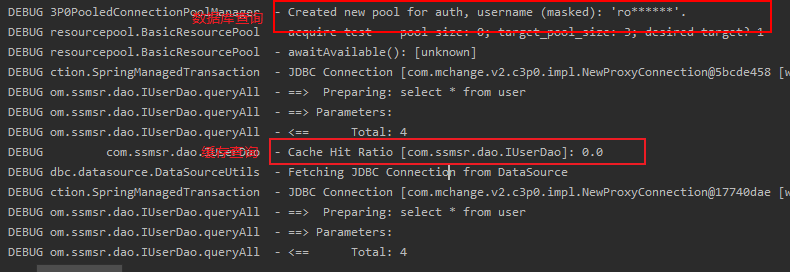 DEBUG 3P0PooledConnectionPoolManager - Created new pool for auth, username (masked): 'ro******'.
数据库查询
DEBUG resourcepool.BasicResourcePool - acquire test -- pool size: 0; target_pool_size: 3; desired target? 1
DEBUG resourcepool.BasicResourcePool - awaitAvailable(): [unknown]
DEBUG ction.SpringManagedTransaction - JDBC Connection [com.mchange.v2.c3p0.impl.NewProxyConnection@5bcde458 [w
DEBUG om.ssmsr.dao.IUserDao.queryAll - ==> Preparing: select * from user
DEBUG om.ssmsr.dao.IUserDao.queryAll - ==> Parameters:
DEBUG om.ssmsr.dao.IUserDao.queryAll - <== Total: 4
DEBUG com.ssmsr.dao.IUserDao - Cache Hit Ratio [com.ssmsr.dao.IUserDao]: 0.0
缓存查询
DEBUG dbc.datasource.DataSourceUtils - Fetching JDBC Connection from DataSource
DEBUG ction.SpringManagedTransaction - JDBC Connection [com.mchange.v2.c3p0.impl.NewProxyConnection@17740dae [w
DEBUG om.ssmsr.dao.IUserDao.queryAll - ==> Preparing: select * from user
DEBUG om.ssmsr.dao.IUserDao.queryAll - ==> Parameters:
DEBUG om.ssmsr.dao.IUserDao.queryAll - <== Total: 4